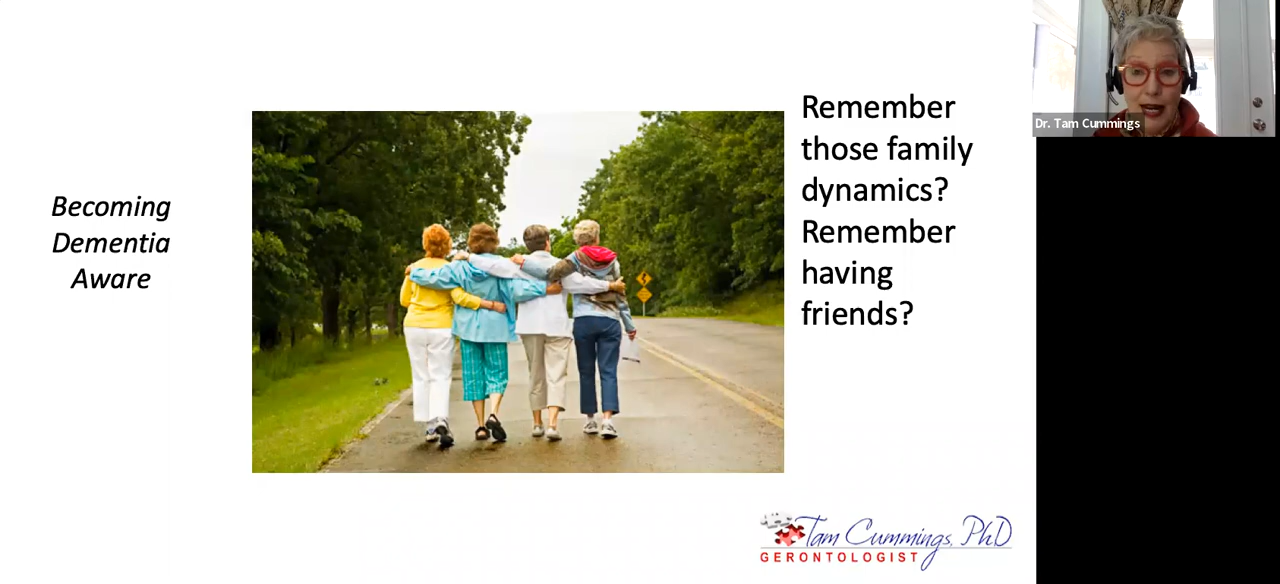 Becoming
Dementia
Aware
Remember
those family
dynamics?
Remember
having
friends?
Dr. Tam Cummings
Tam Cummings, PhD
GERONTOLOGIST